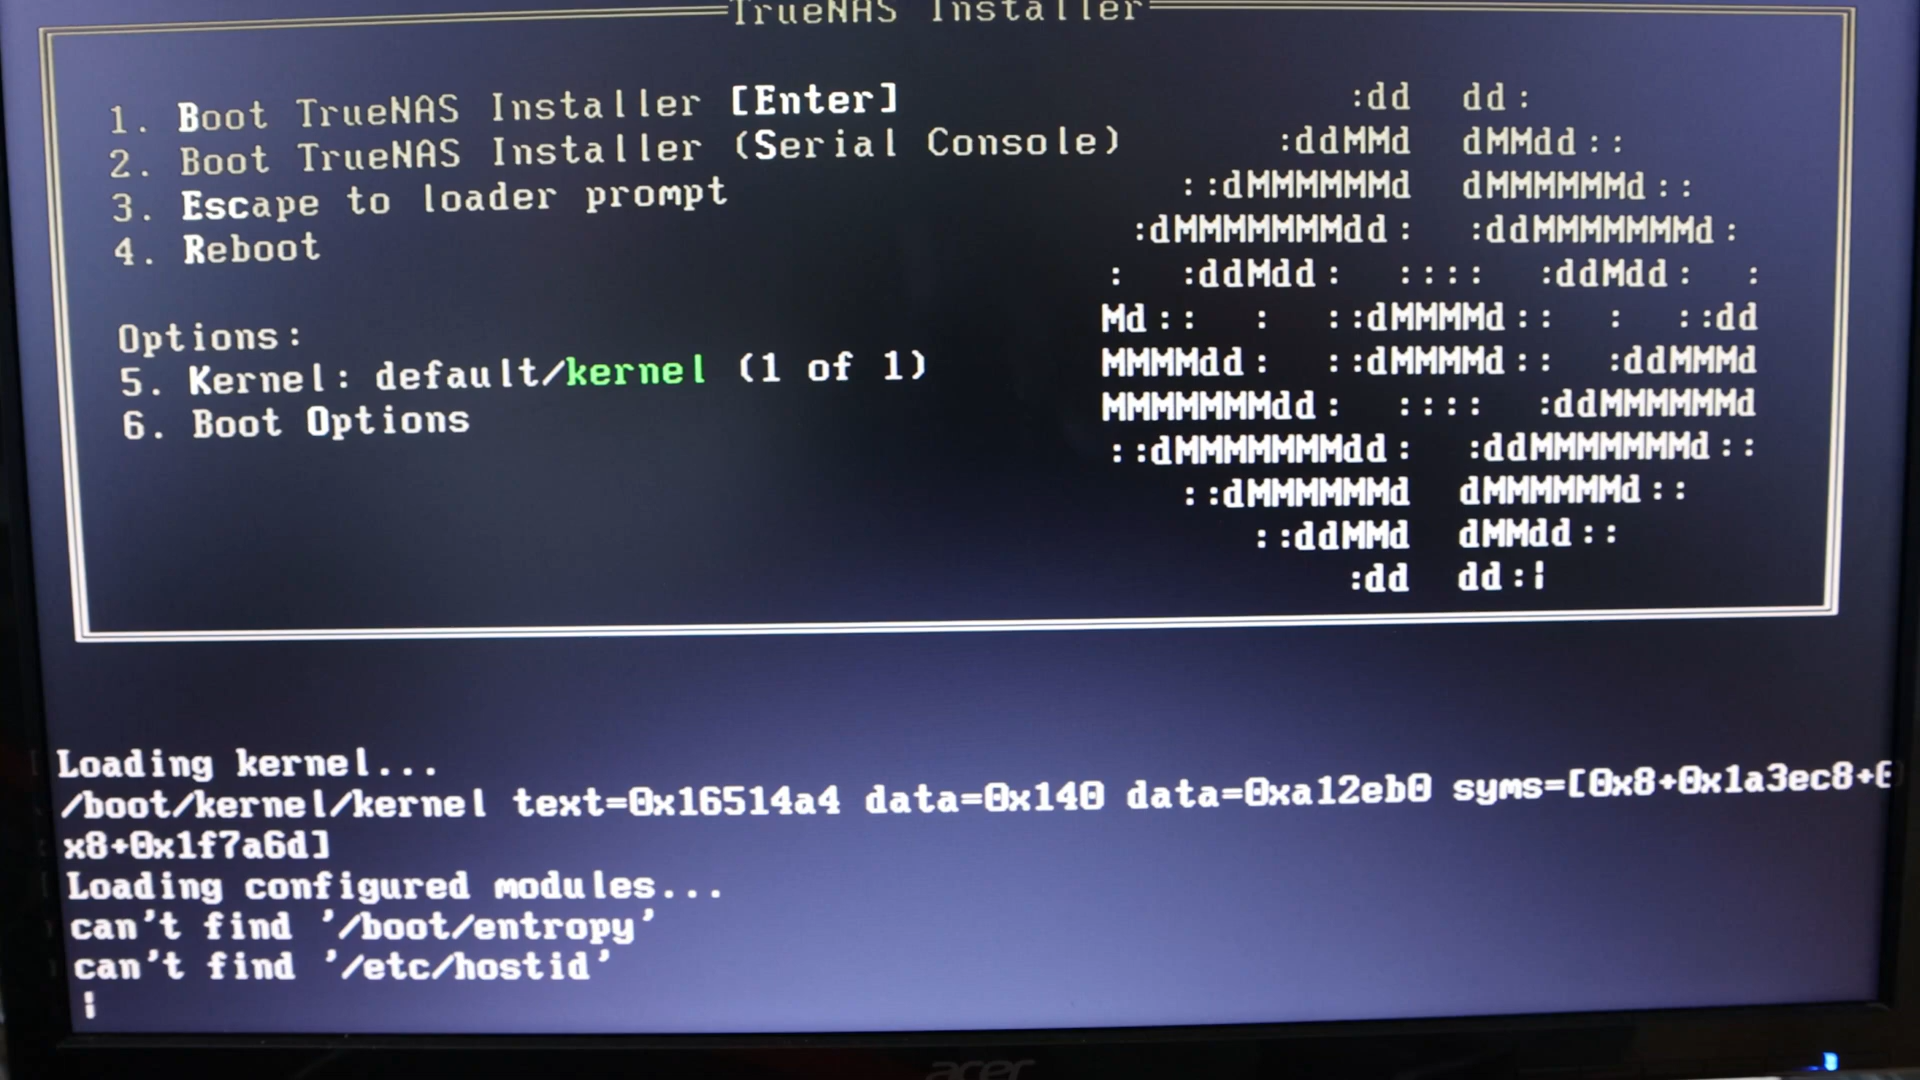 TrueNAS Installer
1. Boot TrueNAS Installer [Enter]
2. Boot TrueNAS Installer (Serial Console)
3. Escape to loader prompt
4. Reboot
Options:
5. Kernel: default/kernel (1 of 1)
6. Boot Options
:dd dd:
:ddMMd dMMdd::
::dMMMMMMd dMMMMMMd::
:dMMMMMMMdd: :ddMMMMMMMd:
: :ddMdd: :::: :ddMdd: :
Md:: : ::dMMMMd:: : ::dd
MMMMdd: ::dMMMMd:: :ddMMMd
MMMMMMMdd: :::: :ddMMMMMMd
::dMMMMMMMdd: :ddMMMMMMMd::
::dMMMMMMd dMMMMMMd::
::ddMMd dMMdd::
:dd dd:|
Loading kernel...
/boot/kernel/kernel text=0x16514a4 data=0x140 data=0xa12eb0 syms=[0x8+0x1a3ec8+0
x8+0x1f7a6d]
Loading configured modules...
can't find '/boot/entropy'
can't find '/etc/hostid'
|
acer